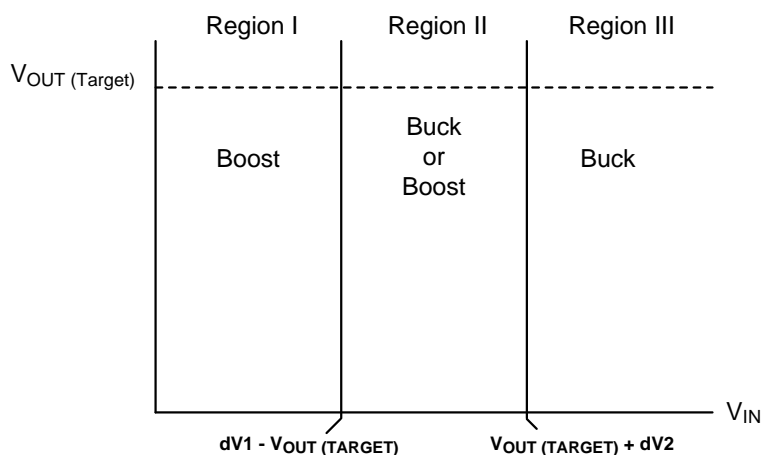 Region I
Region II
Region III
VOUT (Target)
Boost
Buck
or
Boost
Buck
VIN
dV1 - VOUT (TARGET)
VOUT (TARGET) + dV2